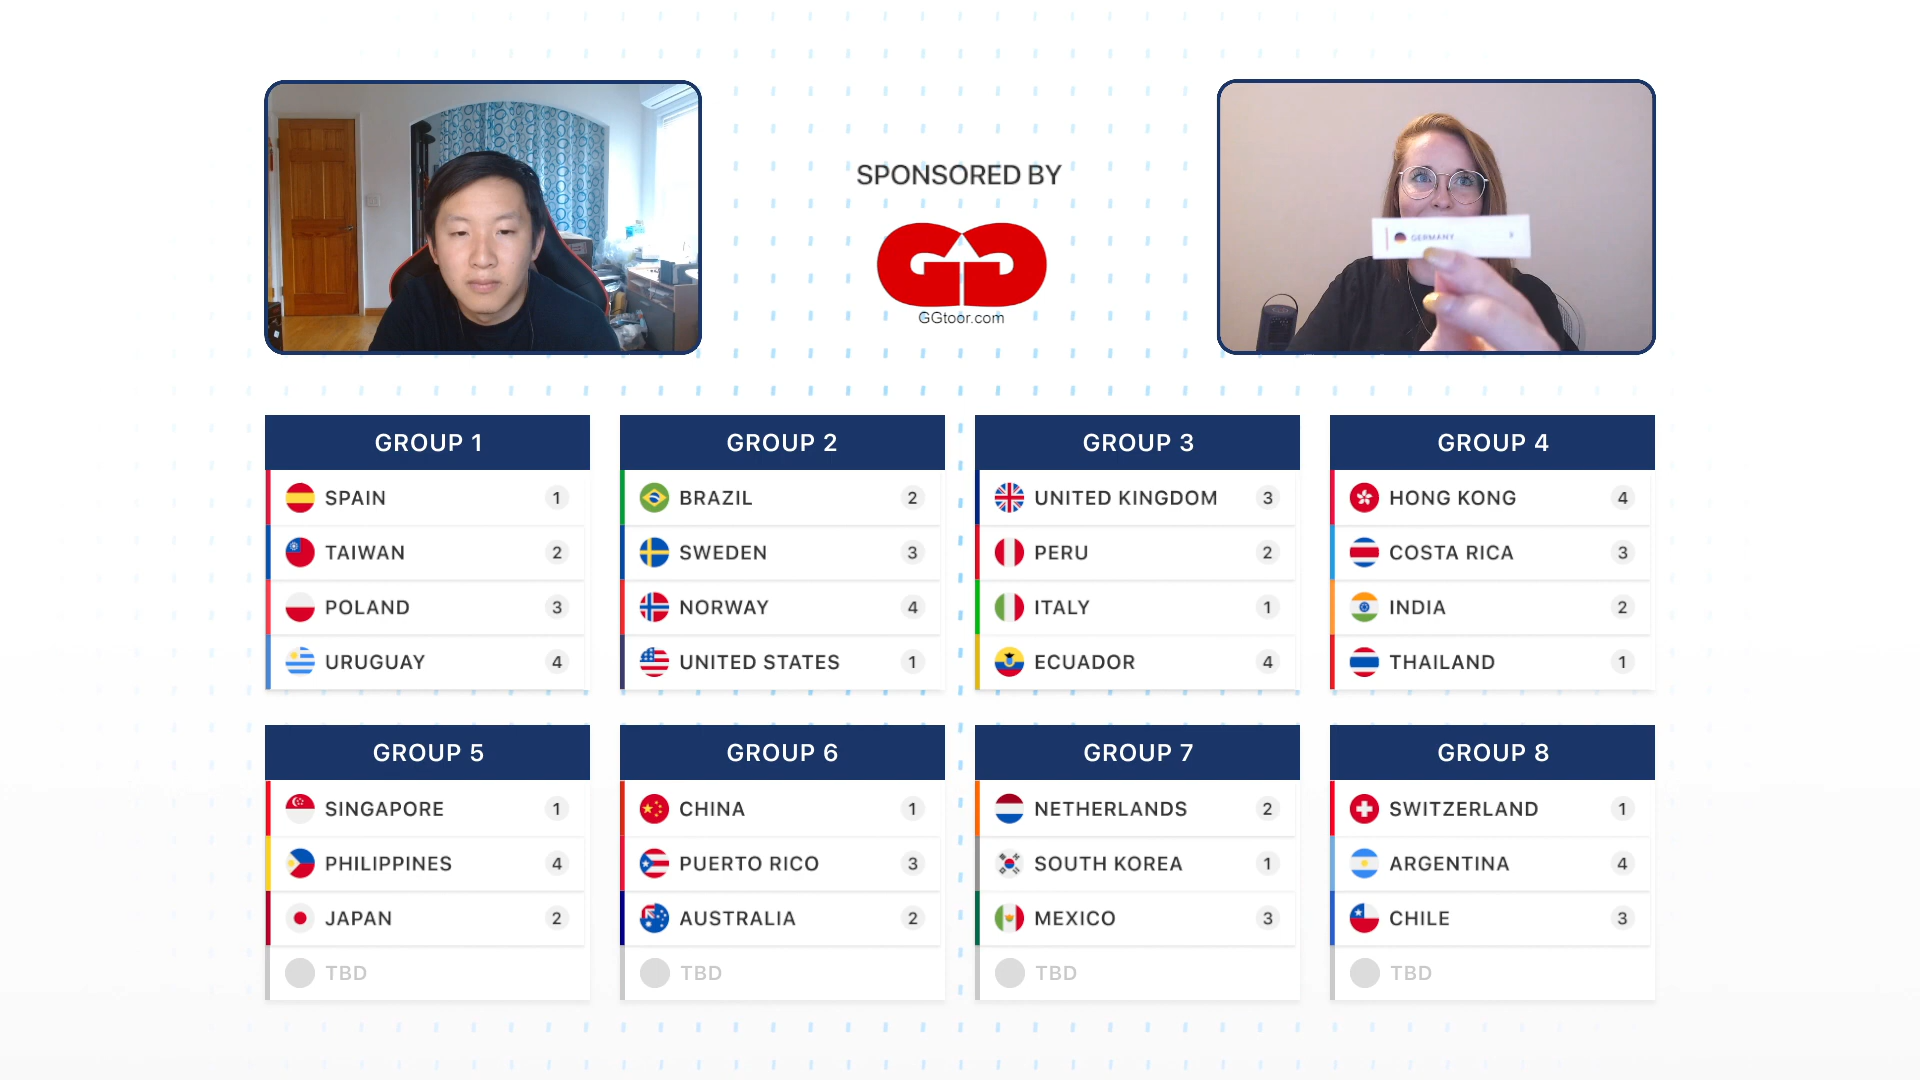 SPONSORED BY
GG
GGtoor.com
GERMANY
GROUP 1
SPAIN 1
TAIWAN 2
POLAND 3
URUGUAY 4
GROUP 2
BRAZIL 2
SWEDEN 3
NORWAY 4
UNITED STATES 1
GROUP 3
UNITED KINGDOM 3
PERU 2
ITALY 1
ECUADOR 4
GROUP 4
HONG KONG 4
COSTA RICA 3
INDIA 2
THAILAND 1
GROUP 5
SINGAPORE 1
PHILIPPINES 4
JAPAN 2
TBD
GROUP 6
CHINA 1
PUERTO RICO 3
AUSTRALIA 2
TBD
GROUP 7
NETHERLANDS 2
SOUTH KOREA 1
MEXICO 3
TBD
GROUP 8
SWITZERLAND 1
ARGENTINA 4
CHILE 3
TBD